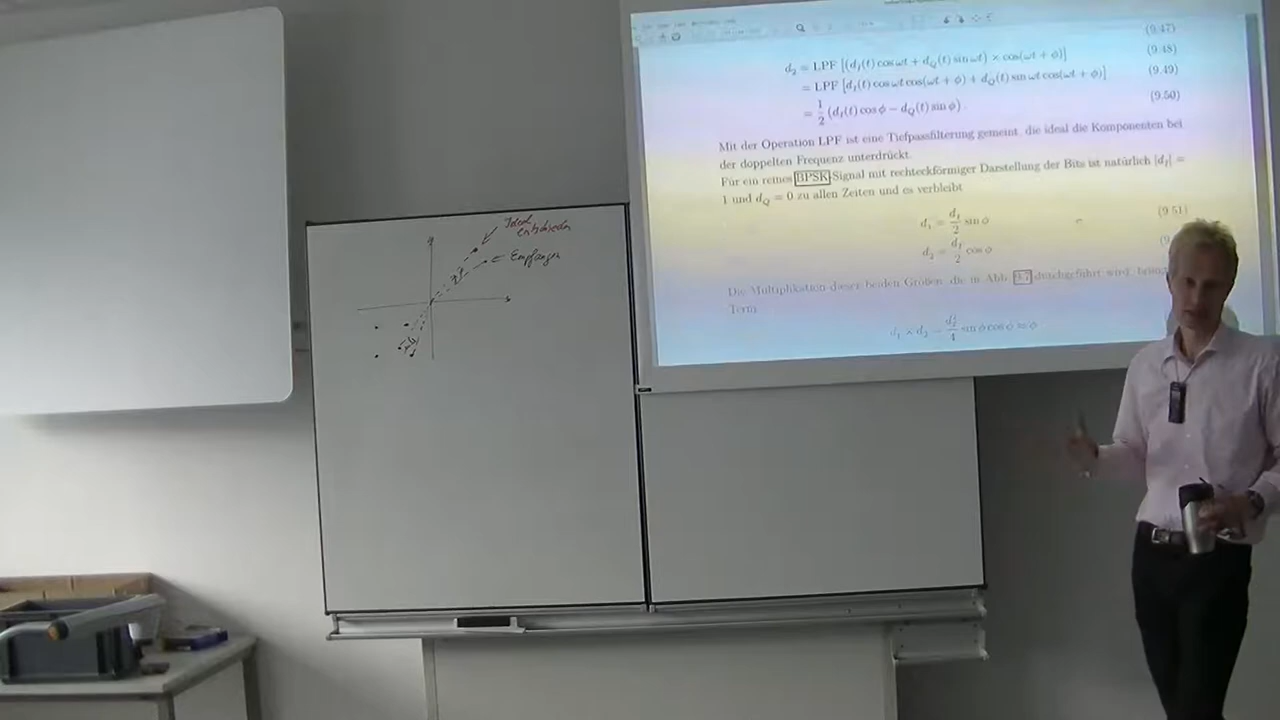 (9.47)
d₂ = LPF [(d_I(t) cos ωt + d_Q(t) sin ωt) × cos(ωt + ϕ)] (9.48)
= LPF [d_I(t) cos ωt cos(ωt + ϕ) + d_Q(t) sin ωt cos(ωt + ϕ)] (9.49)
= 1/2 (d_I(t) cos ϕ − d_Q(t) sin ϕ) (9.50)
Mit der Operation LPF ist eine Tiefpassfilterung gemeint, die ideal die Komponenten bei
der doppelten Frequenz unterdrückt.
Für ein reines BPSK-Signal mit rechteckförmiger Darstellung der Bits ist natürlich |d_I| =
1 und d_Q = 0 zu allen Zeiten und es verbleibt
d₁ = d_I/2 sin ϕ (9.51)
d₂ = d_I/2 cos ϕ (9.
Die Multiplikation dieser beiden Größen, die in Abb. 9.7 durchgeführt wird,
Term
d₁ × d₂ = d_I²/4 sin ϕ cos ϕ ≈ ϕ
Ideal
Empfangen